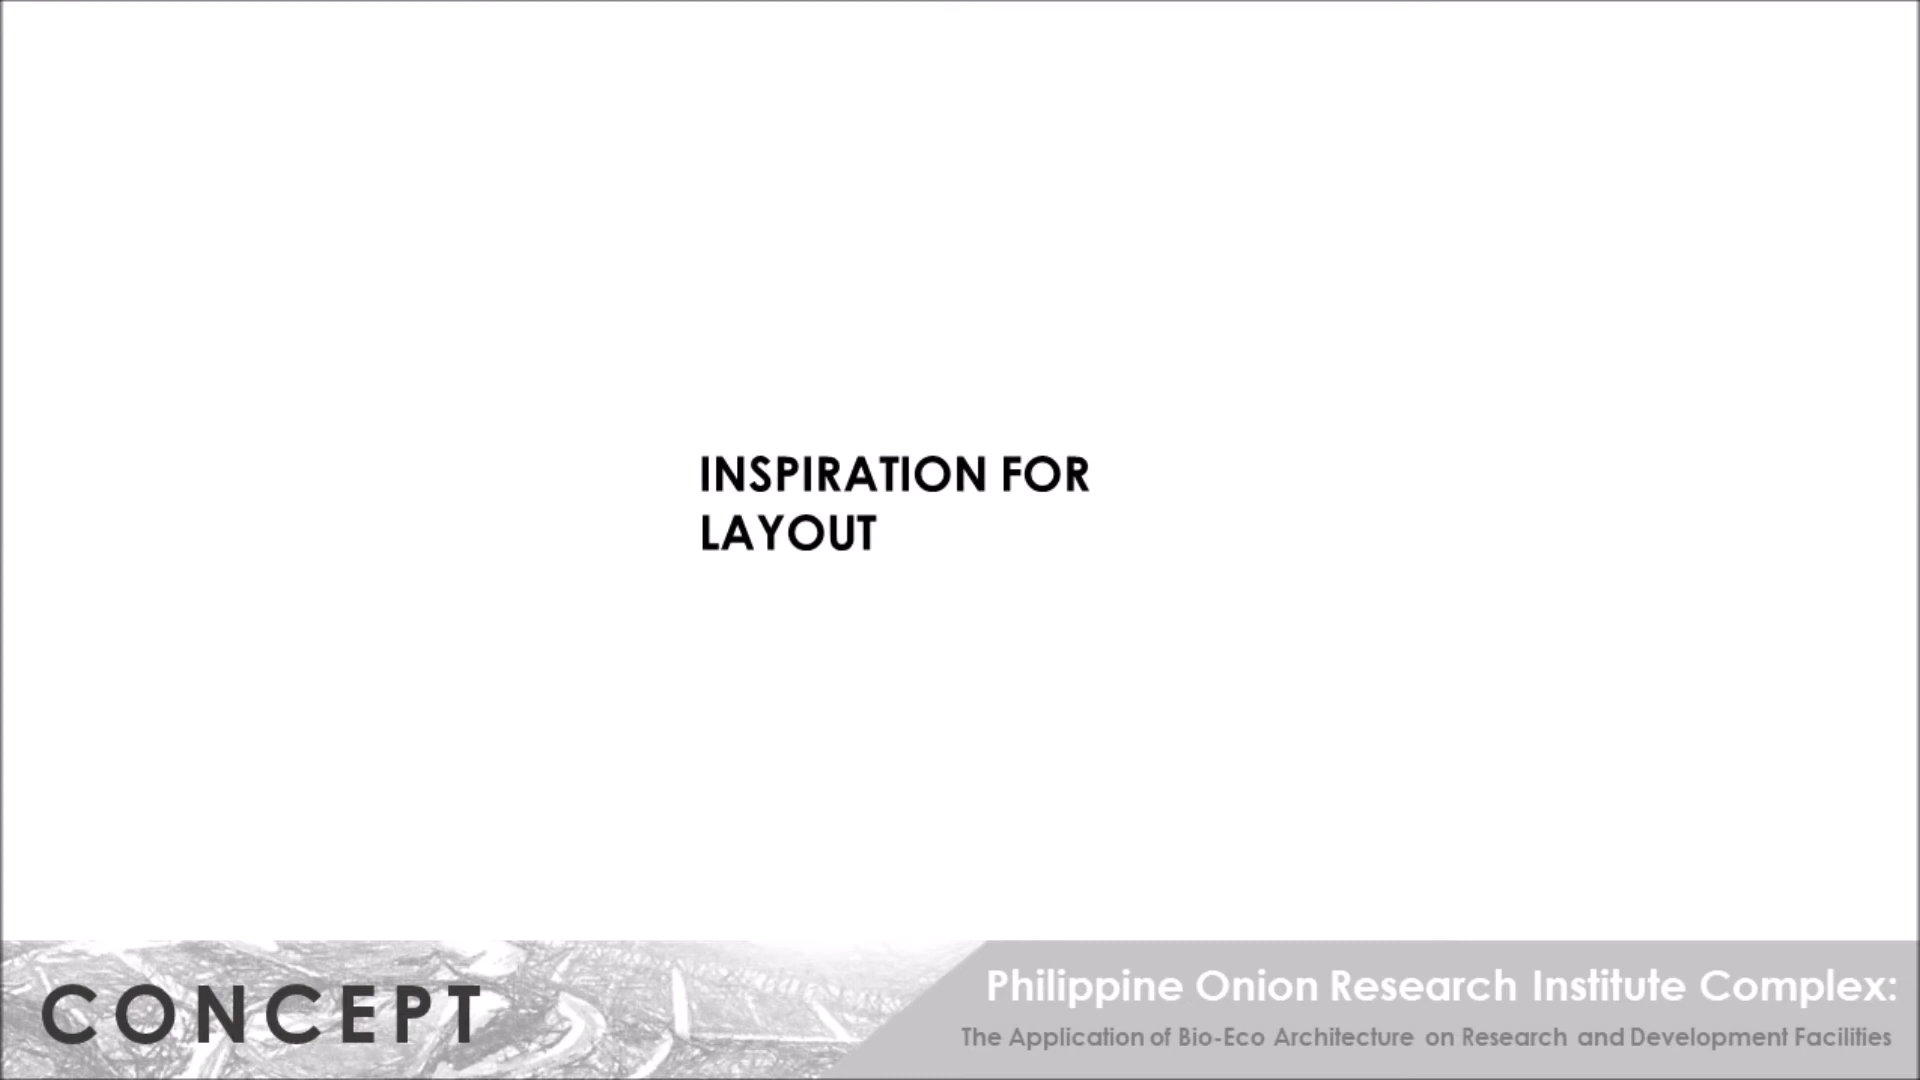 INSPIRATION FOR
LAYOUT
CONCEPT
Philippine Onion Research Institute Complex:
The Application of Bio-Eco Architecture on Research and Development Facilities